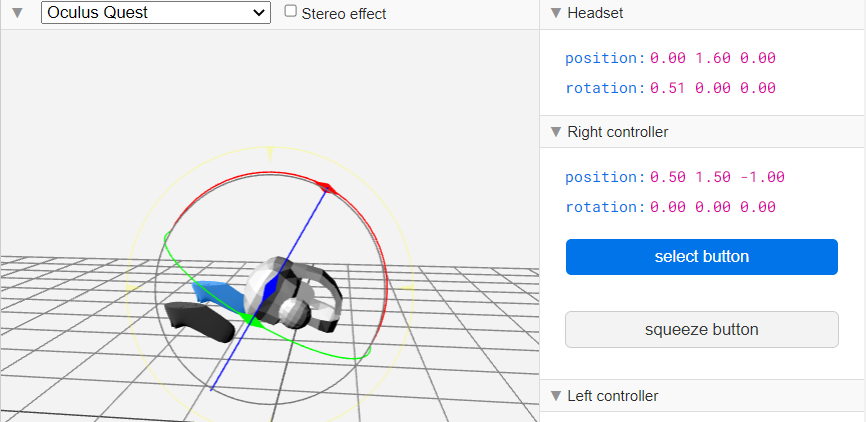 Oculus Quest
Stereo effect
Headset
position: 0.00 1.60 0.00
rotation: 0.51 0.00 0.00
Right controller
position: 0.50 1.50 -1.00
rotation: 0.00 0.00 0.00
select button
squeeze button
Left controller